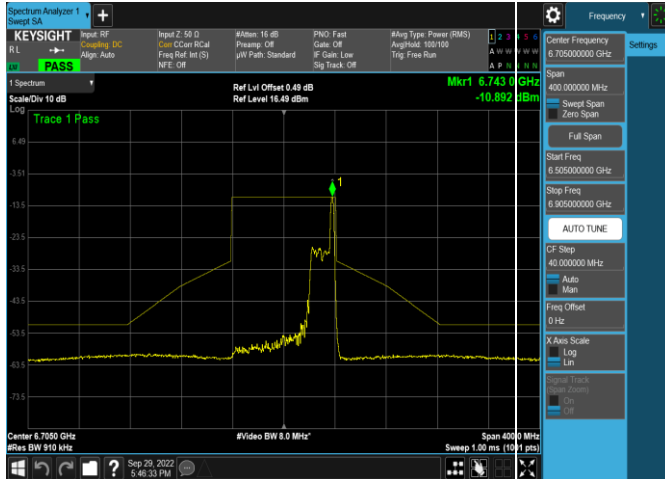 Spectrum Analyzer 1
Swept SA
+
Frequency
KEYSIGHT
RL
PASS
Input: RF
Coupling: DC
Align: Auto
Input Z: 50 Ω
Corr CCorr RCal
Freq Ref: Int (S)
NFE: Off
#Atten: 16 dB
Preamp: Off
µW Path: Standard
PNO: Fast
Gate: Off
IF Gain: Low
Sig Track: Off
#Avg Type: Power (RMS)
Avg|Hold: 100/100
Trig: Free Run
Settings
1 Spectrum
Scale/Div 10 dB
Log
Ref Lvl Offset 0.49 dB
Ref Level 16.49 dBm
Mkr1 6.743 0 GHz
-10.892 dBm
Trace 1 Pass
1
6.49
-3.51
-13.5
-23.5
-33.5
-43.5
-53.5
-63.5
-73.5
Center 6.7050 GHz
#Res BW 910 kHz
#Video BW 8.0 MHz*
Span 400.0 MHz
Sweep 1.00 ms (1001 pts)
Center Frequency
6.705000000 GHz
Span
400.000000 MHz
Swept Span
Zero Span
Full Span
Start Freq
6.505000000 GHz
Stop Freq
6.905000000 GHz
AUTO TUNE
CF Step
40.000000 MHz
Auto
Man
Freq Offset
0 Hz
X Axis Scale
Log
Lin
Signal Track
(Span Zoom)
On
Off
?
Sep 29, 2022
5:46:33 PM